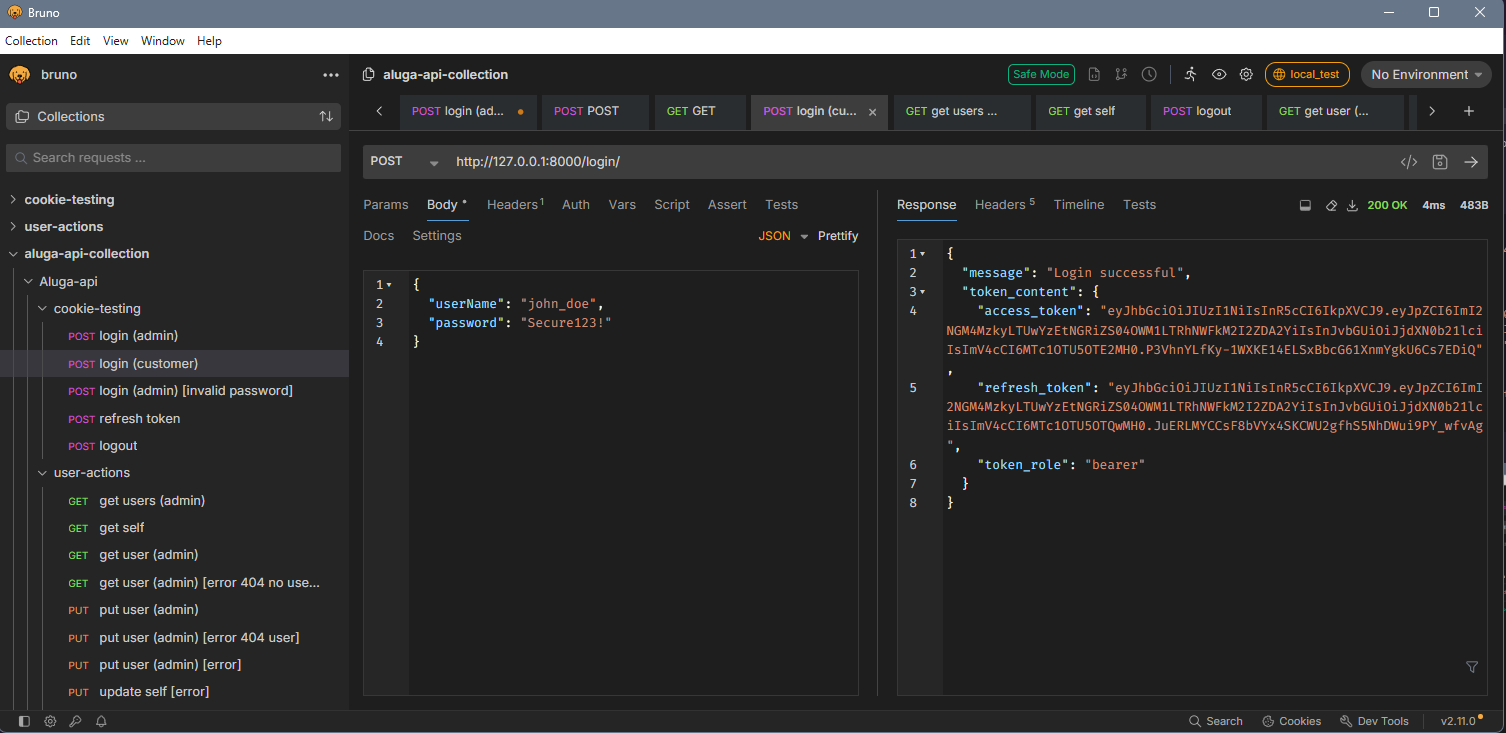 Bruno
Collection Edit View Window Help
bruno
aluga-api-collection
Safe Mode
local_test
No Environment
Collections
POST login (ad...
POST POST
GET GET
POST login (cu...
GET get users ...
GET get self
POST logout
GET get user (...
Search requests ...
POST http://127.0.0.1:8000/login/
cookie-testing
user-actions
aluga-api-collection
Aluga-api
cookie-testing
POST login (admin)
POST login (customer)
POST login (admin) [invalid password]
POST refresh token
POST logout
user-actions
GET get users (admin)
GET get self
GET get user (admin)
GET get user (admin) [error 404 no use...
PUT put user (admin)
PUT put user (admin) [error 404 user]
PUT put user (admin) [error]
PUT update self [error]
Params Body Headers1 Auth Vars Script Assert Tests
Docs Settings
JSON Prettify
1 {
2 "userName": "john_doe",
3 "password": "Secure123!"
4 }
Response Headers5 Timeline Tests
200 OK 4ms 483B
1 {
2 "message": "Login successful",
3 "token_content": {
4 "access_token": "eyJhbGciOiJIUzI1NiIsInR5cCI6IkpXVCJ9.eyJpZCI6ImI2
NGM4MzkyLTUwYzEtNGRiZS04OWM1LTRhNWFkM2I2ZDA2YiIsInJvbGUiOiJjdXN0b21lci
IsImV4cCI6MTc1OTU5OTE2MH0.P3VhnYLfKy-1WXKE14ELSxBbcG61XnmYgkU6Cs7EDiQ"
,
5 "refresh_token": "eyJhbGciOiJIUzI1NiIsInR5cCI6IkpXVCJ9.eyJpZCI6ImI
2NGM4MzkyLTUwYzEtNGRiZS04OWM1LTRhNWFkM2I2ZDA2YiIsInJvbGUiOiJjdXN0b21lc
iIsImV4cCI6MTc1OTU5OTQwMH0.JuERLMYCCsF8bVYx4SKCWU2gfhS5NhDWui9PY_wfvAg
",
6 "token_role": "bearer"
7 }
8 }
Search Cookies Dev Tools v2.11.0